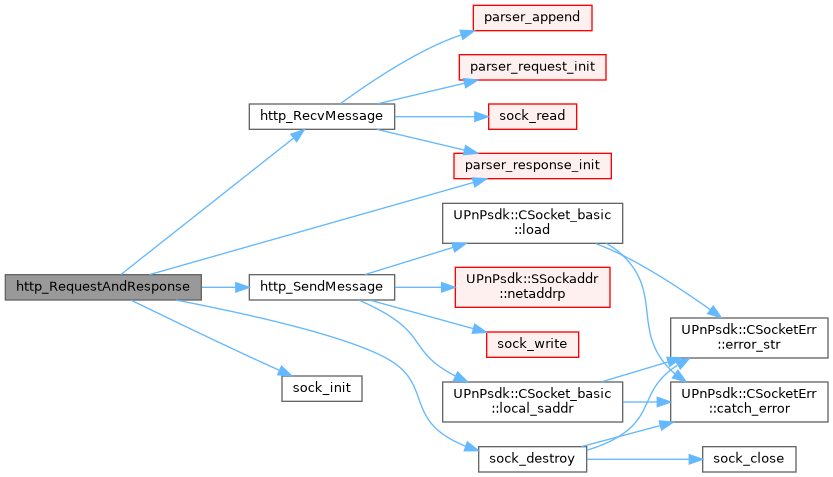 parser_append
parser_request_init
http_RecvMessage
sock_read
parser_response_init
UPnPsdk::CSocket_basic
::load
http_RequestAndResponse
http_SendMessage
UPnPsdk::SSockaddr
::netaddrp
sock_write
UPnPsdk::CSocketErr
::error_str
sock_init
UPnPsdk::CSocket_basic
::local_saddr
UPnPsdk::CSocketErr
::catch_error
sock_destroy
sock_close